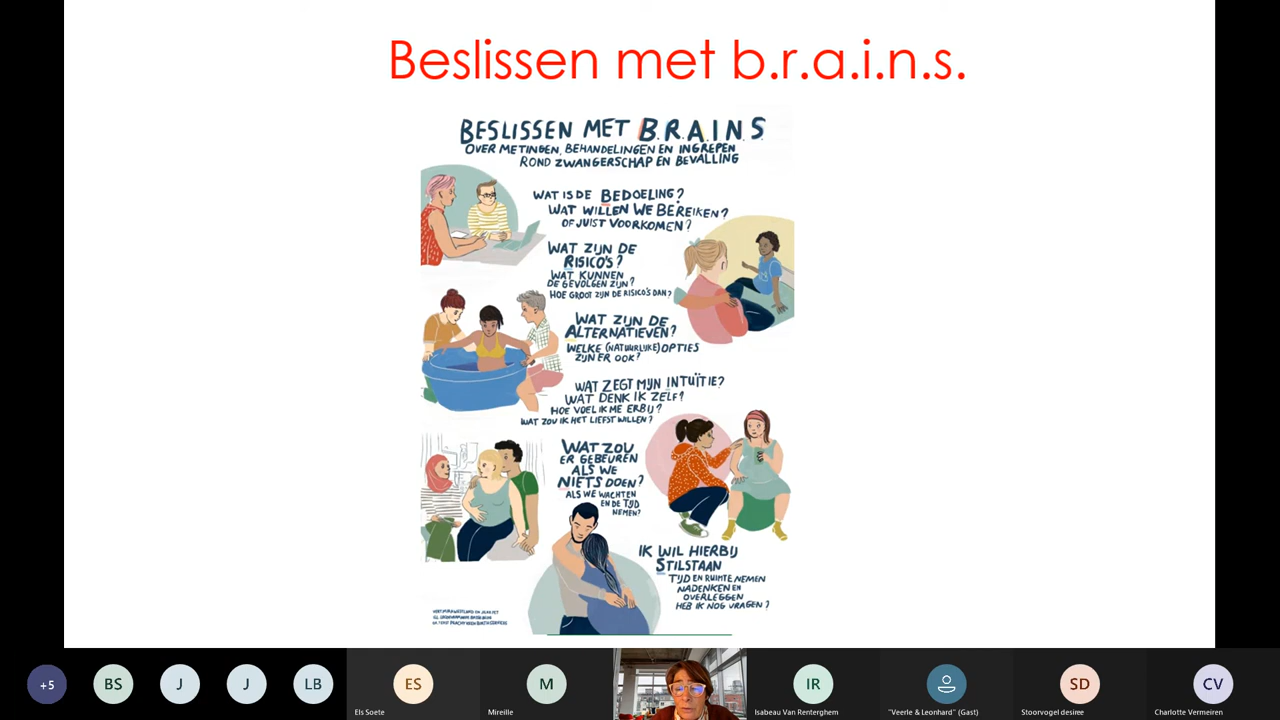 Beslissen met b.r.a.i.n.s.
BESLISSEN MET B.R.A.I.N.S
OVER METINGEN, BEHANDELINGEN EN INGREPEN
ROND ZWANGERSCHAP EN BEVALLING
WAT IS DE BEDOELING?
WAT WILLEN WE BEREIKEN?
OF JUIST VOORKOMEN?
WAT ZIJN DE
RISICO'S?
WAT KUNNEN
DE GEVOLGEN ZIJN?
HOE GROOT ZIJN DE RISICO'S DAN?
WAT ZIJN DE
ALTERNATIEVEN?
WELKE (NATUURLIJKE) OPTIES
ZIJN ER OOK?
WAT ZEGT MIJN INTUÏTIE?
WAT DENK IK ZELF?
HOE VOEL IK ME ERBIJ?
WAT ZOU IK HET LIEFST WILLEN?
WAT ZOU
ER GEBEUREN
ALS WE
NIETS DOEN?
ALS WE WACHTEN
EN DE TIJD
NEMEN?
IK WIL HIERBIJ
STILSTAAN
TIJD EN RUIMTE NEMEN
NADENKEN EN
OVERLEGGEN
HEB IK NOG VRAGEN?
+5
BS
J
J
LB
ES
Els Soete
M
Mireille
IR
Isabeau Van Renterghem
"Veerle & Leonhard" (Gast)
SD
Stoorvogel desiree
CV
Charlotte Vermeiren